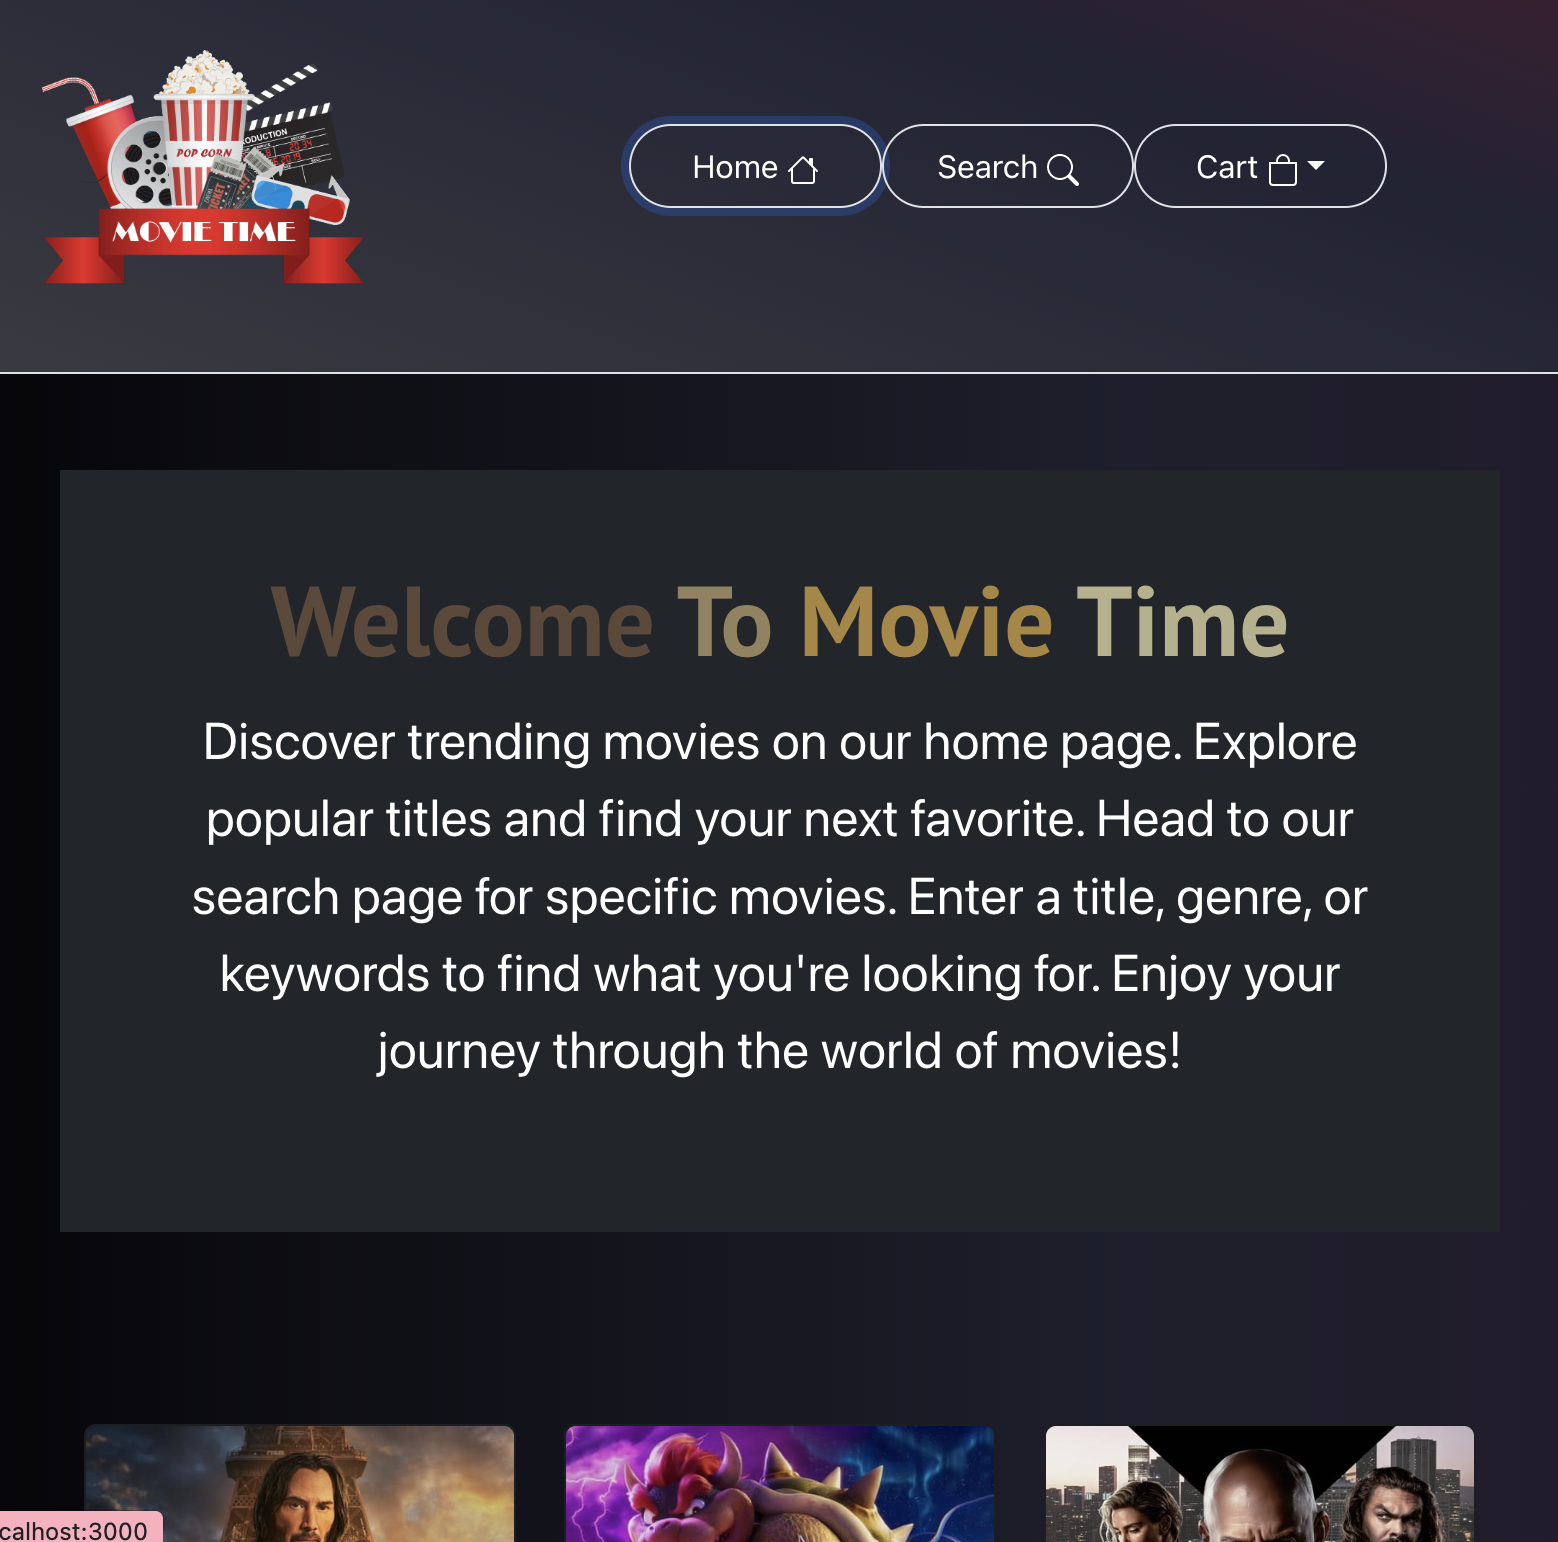 POP CORN
MOVIE TIME
Home
Search
Cart
Welcome To Movie Time
Discover trending movies on our home page. Explore
popular titles and find your next favorite. Head to our
search page for specific movies. Enter a title, genre, or
keywords to find what you're looking for. Enjoy your
journey through the world of movies!
calhost:3000